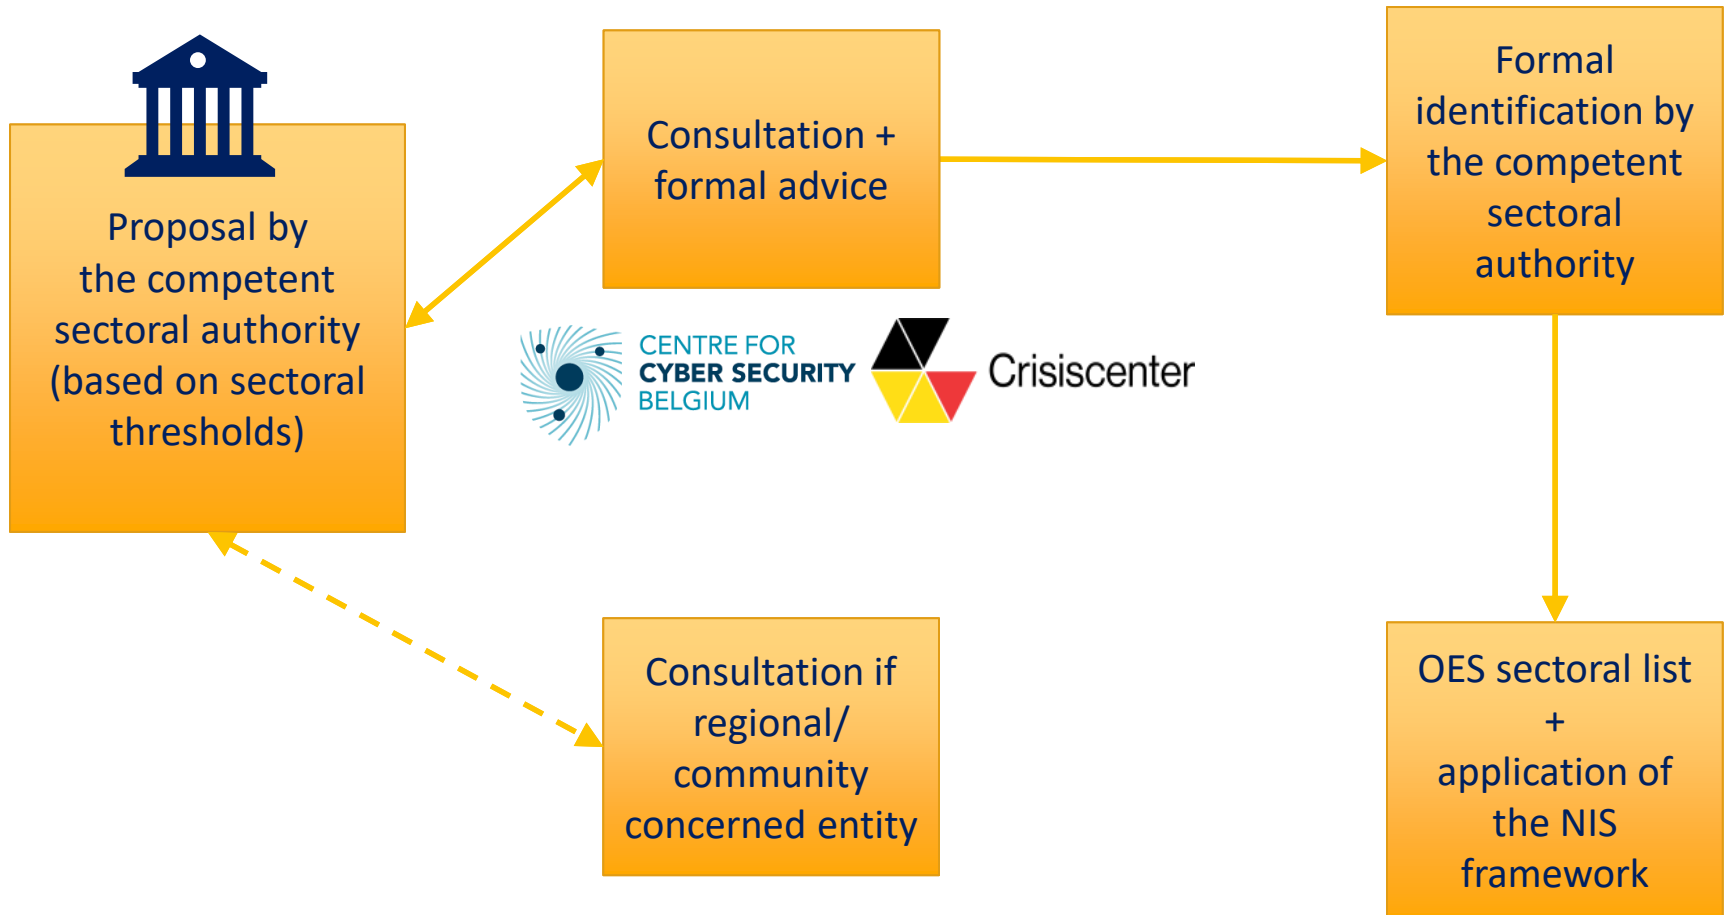 Proposal by
the competent
sectoral authority
(based on sectoral
thresholds)
Consultation +
formal advice
CENTRE FOR
CYBER SECURITY
BELGIUM
Crisiscenter
Consultation if
regional/
community
concerned entity
Formal
identification by
the competent
sectoral
authority
OES sectoral list
+
application of
the NIS
framework